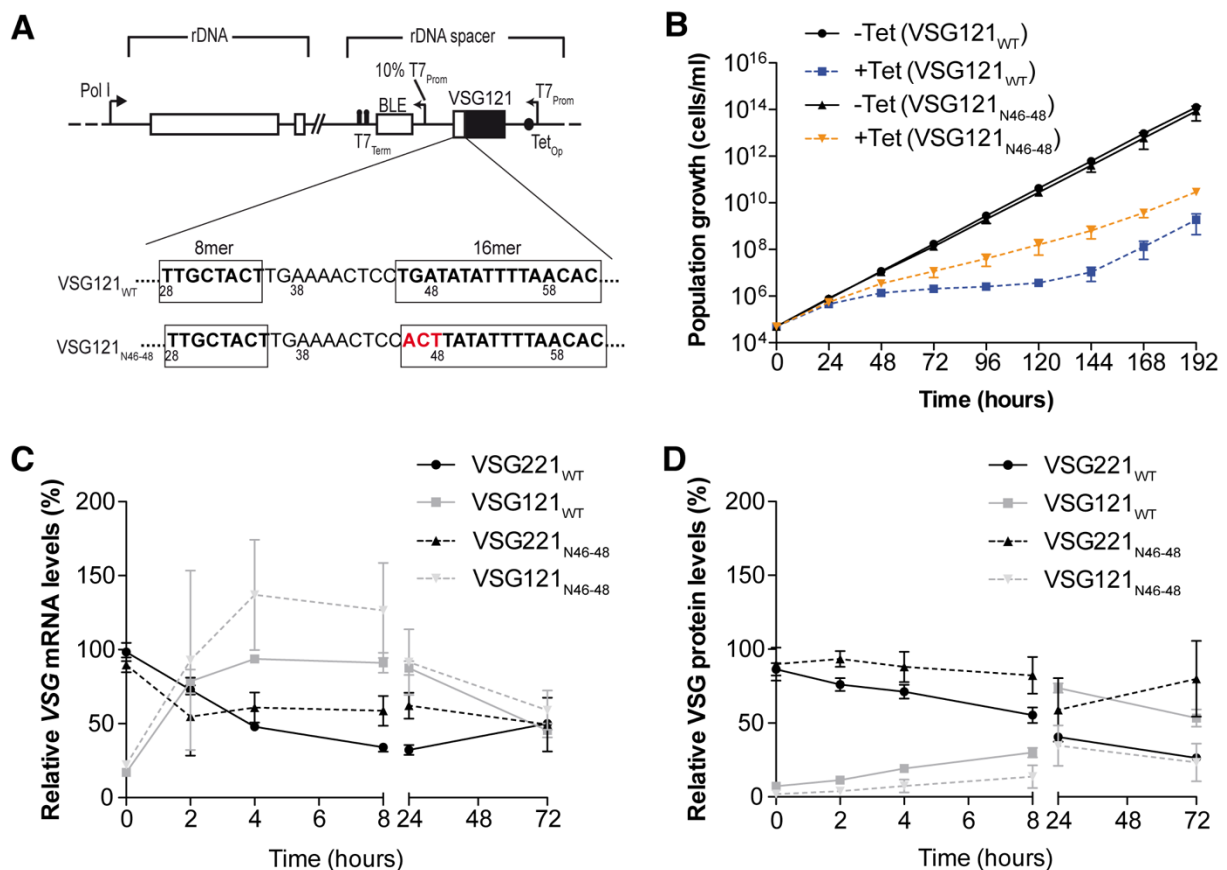 A
rDNA
rDNA spacer
Pol I
10% T7Prom
BLE
VSG121
T7Prom
T7Term
TetOp
8mer
16mer
VSG121WT
TTGCTACTTGAAAACTCCTGATATATTTTAACAC
28 38 48 58
VSG121N46-48
TTGCTACTTGAAAACTCCACTTATATTTTAACAC
28 38 48 58
B
-Tet (VSG121WT)
+Tet (VSG121WT)
-Tet (VSG121N46-48)
+Tet (VSG121N46-48)
Population growth (cells/ml)
10^16
10^14
10^12
10^10
10^8
10^6
10^4
0 24 48 72 96 120 144 168 192
Time (hours)
C
VSG221WT
VSG121WT
VSG221N46-48
VSG121N46-48
Relative VSG mRNA levels (%)
200
150
100
50
0
0 2 4 6 8 24 48 72
Time (hours)
D
VSG221WT
VSG121WT
VSG221N46-48
VSG121N46-48
Relative VSG protein levels (%)
200
150
100
50
0
0 2 4 6 8 24 48 72
Time (hours)